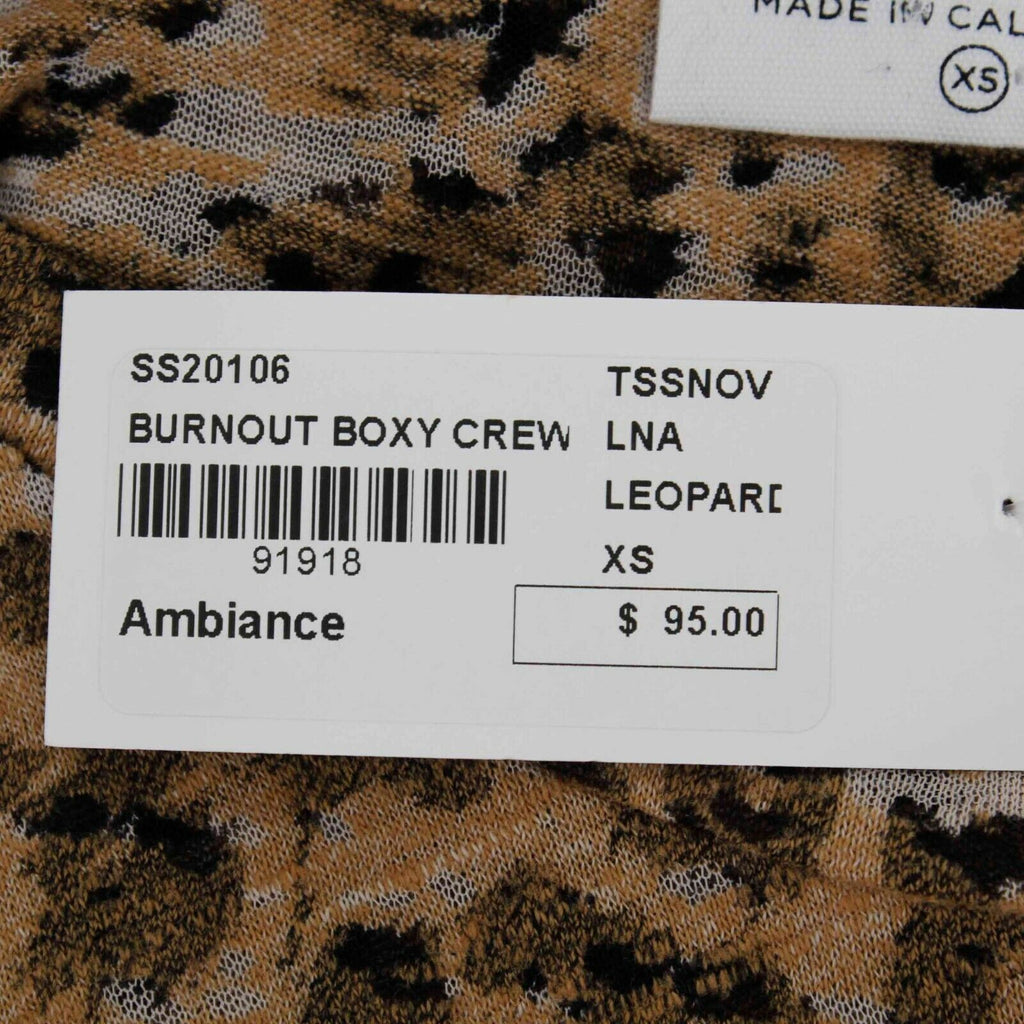 MADE IN CAL
XS
SS20106
BURNOUT BOXY CREW
91918
Ambiance
TSSNOV
LNA
LEOPARD
XS
$ 95.00